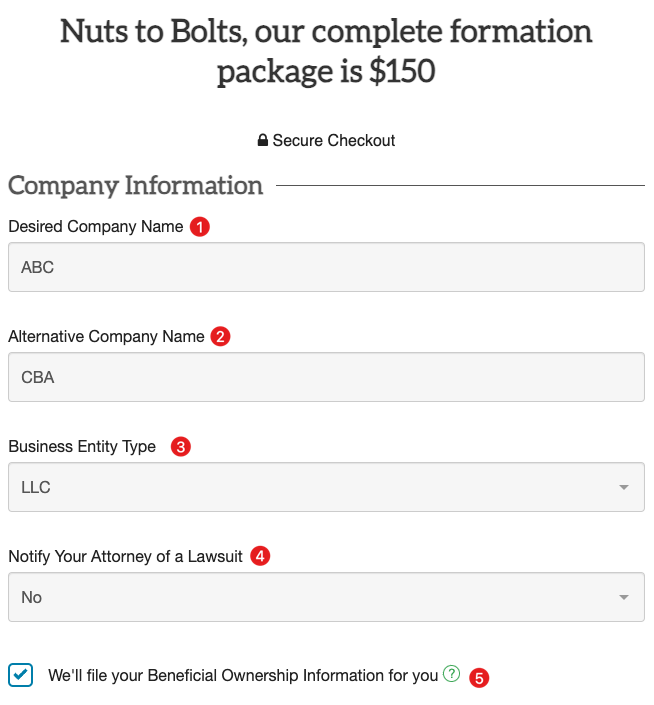 Nuts to Bolts, our complete formation
package is $150
Secure Checkout
Company Information
Desired Company Name 1
ABC
Alternative Company Name 2
CBA
Business Entity Type 3
LLC
Notify Your Attorney of a Lawsuit 4
No
We'll file your Beneficial Ownership Information for you ? 5